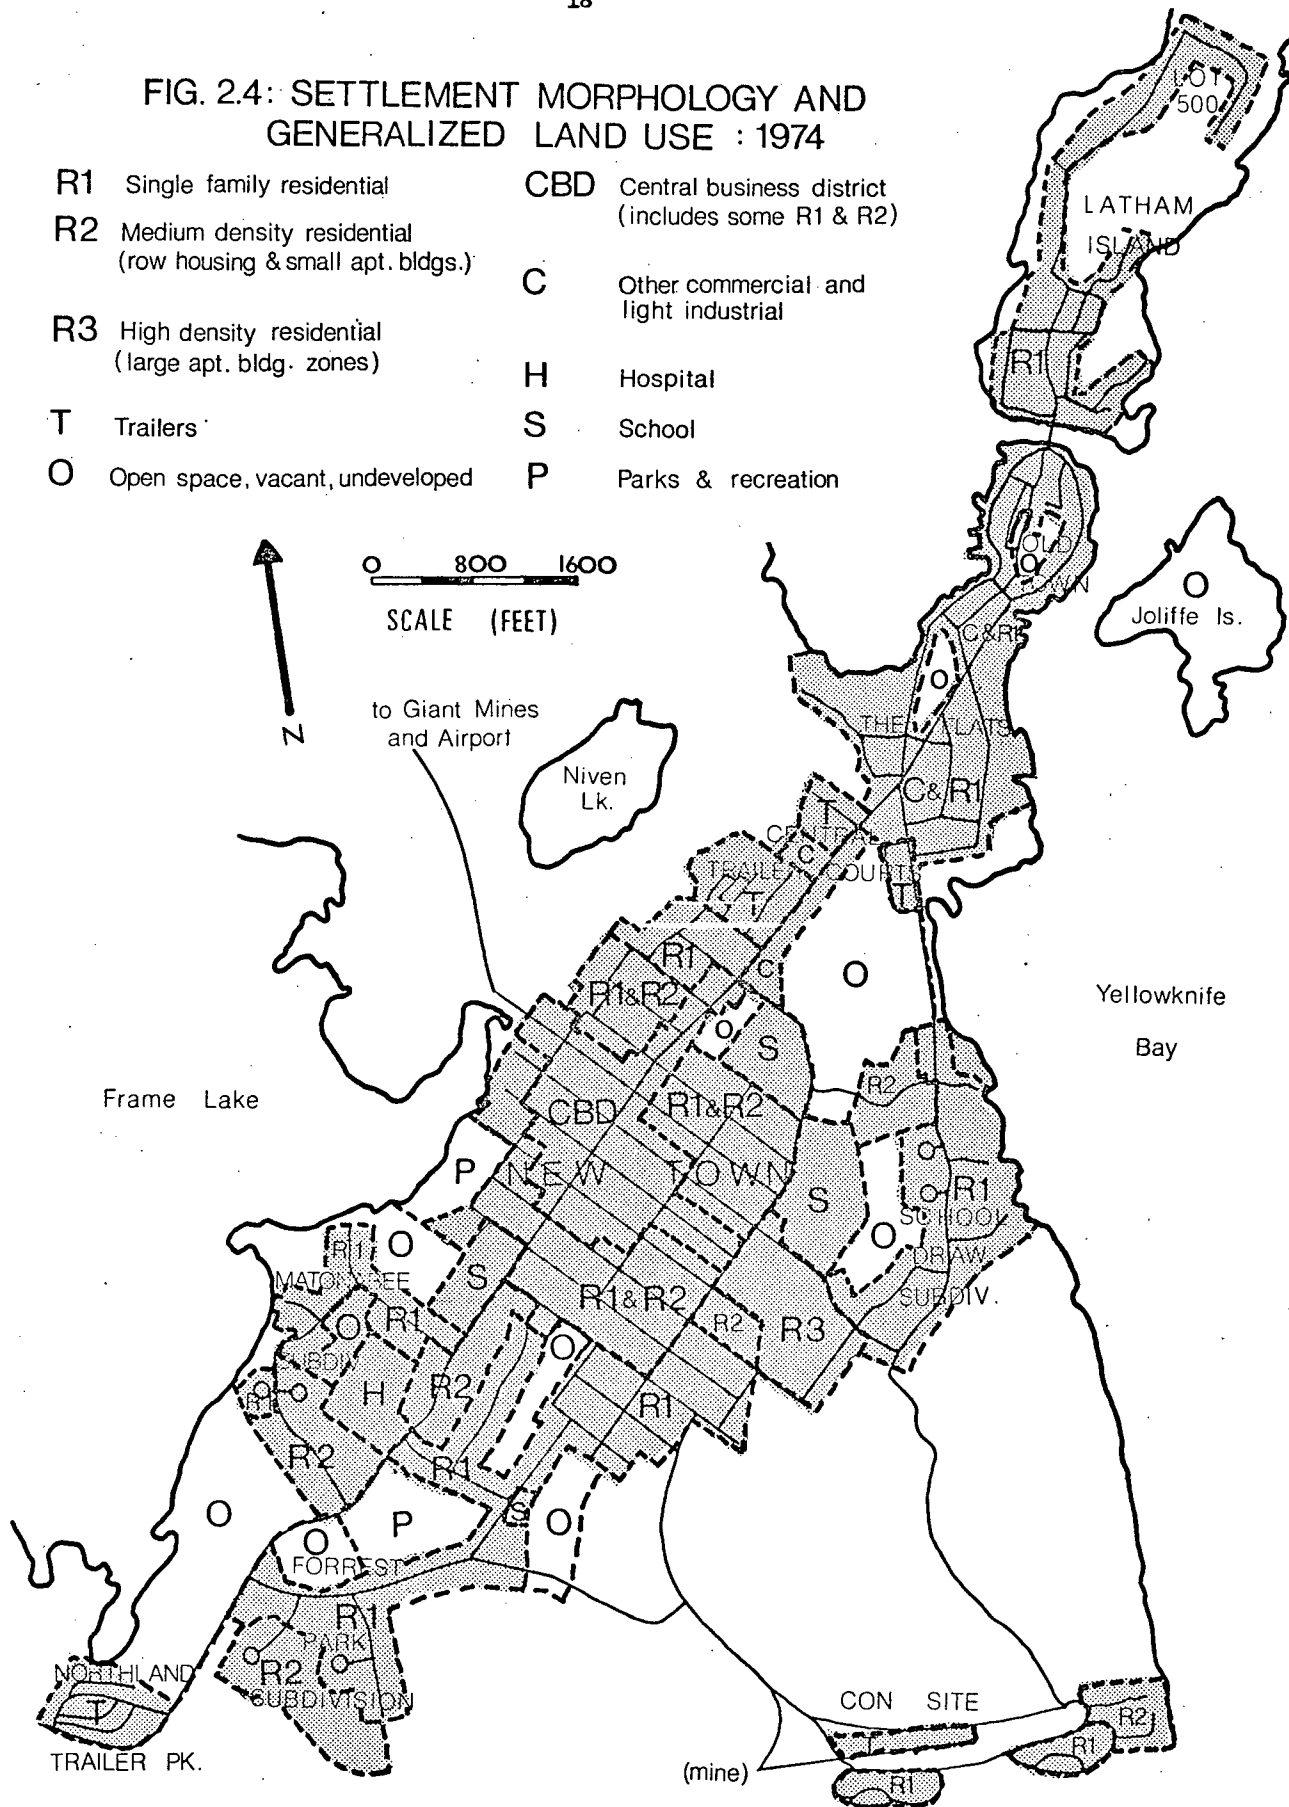 18
FIG. 2.4: SETTLEMENT MORPHOLOGY AND
GENERALIZED LAND USE : 1974
R1 Single family residential
R2 Medium density residential
(row housing & small apt. bldgs.)
R3 High density residential
(large apt. bldg. zones)
T Trailers
O Open space, vacant, undeveloped
CBD Central business district
(includes some R1 & R2)
C Other commercial and
light industrial
H Hospital
S School
P Parks & recreation
0 800 1600
SCALE (FEET)
N
LOT
500
LATHAM
ISLAND
R1
OLD
O
TOWN
O
Joliffe Is.
C&R1
O
THE FLATS
C&R1
to Giant Mines
and Airport
Niven
Lk.
T
CENTRAL
C
TRAILER COURTS
T
T
R1
C
O
R1&R2
O
S
Yellowknife
Bay
Frame Lake
R2
CBD
R1&R2
P
NEW TOWN
S
R1
SCHOOL
O
DRAW
SUBDIV.
R1
O
MATONABEE
S
R1&R2
R2
R3
O
R1
O
SUBDIV.
H
R2
R1
R1
R2
R1
O
P
S
O
O
FORREST
R1
PARK
R2
SUBDIVISION
NORTHLAND
T
TRAILER PK.
CON SITE
T
R2
R1
(mine)
R1